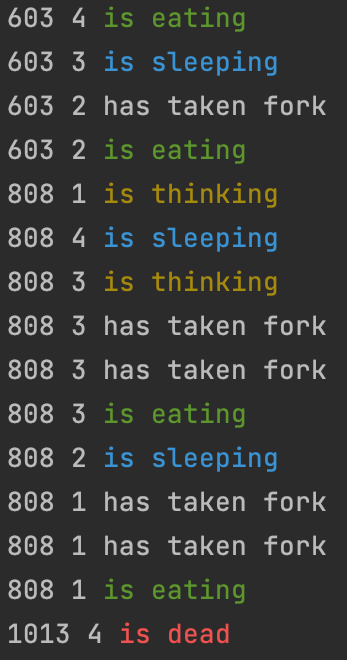 603 4 is eating
603 3 is sleeping
603 2 has taken fork
603 2 is eating
808 1 is thinking
808 4 is sleeping
808 3 is thinking
808 3 has taken fork
808 3 has taken fork
808 3 is eating
808 2 is sleeping
808 1 has taken fork
808 1 has taken fork
808 1 is eating
1013 4 is dead